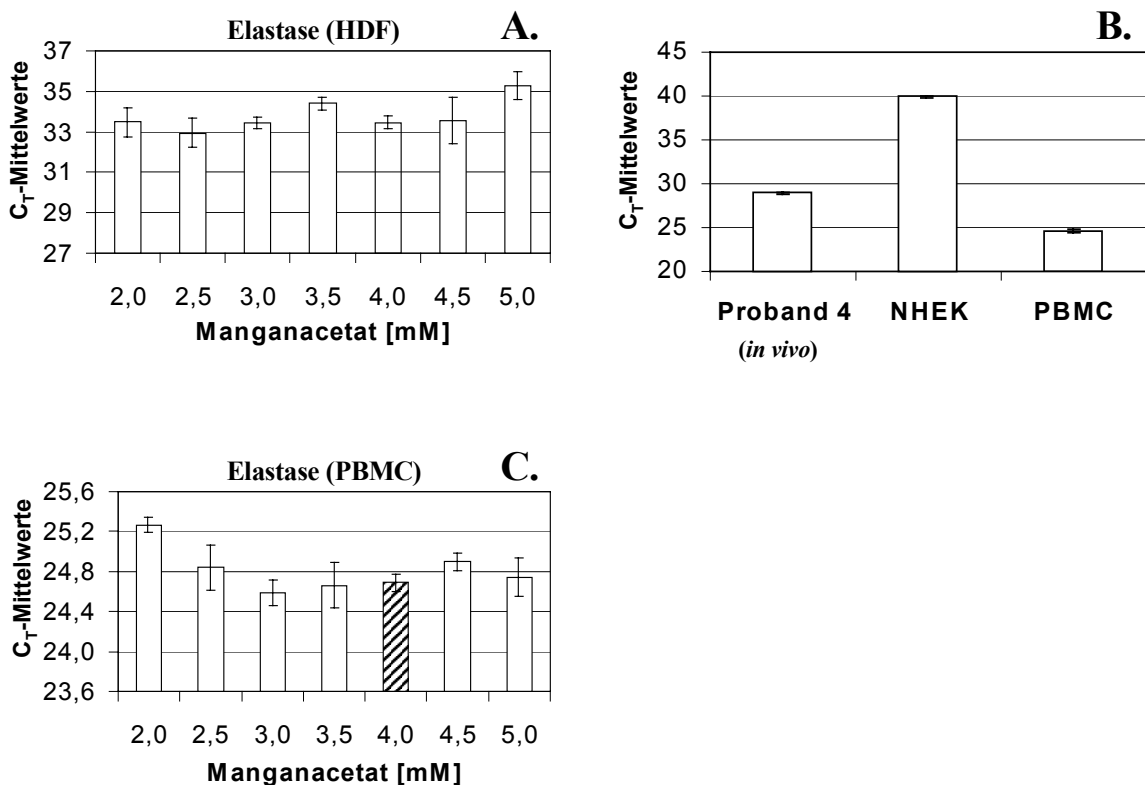 Elastase (HDF)
A.
CT-Mittelwerte
37
35
33
31
29
27
2,0 2,5 3,0 3,5 4,0 4,5 5,0
Manganacetat [mM]
B.
CT-Mittelwerte
45
40
35
30
25
20
Proband 4 NHEK PBMC
(in vivo)
Elastase (PBMC)
C.
CT-Mittelwerte
25,6
25,2
24,8
24,4
24,0
23,6
2,0 2,5 3,0 3,5 4,0 4,5 5,0
Manganacetat [mM]